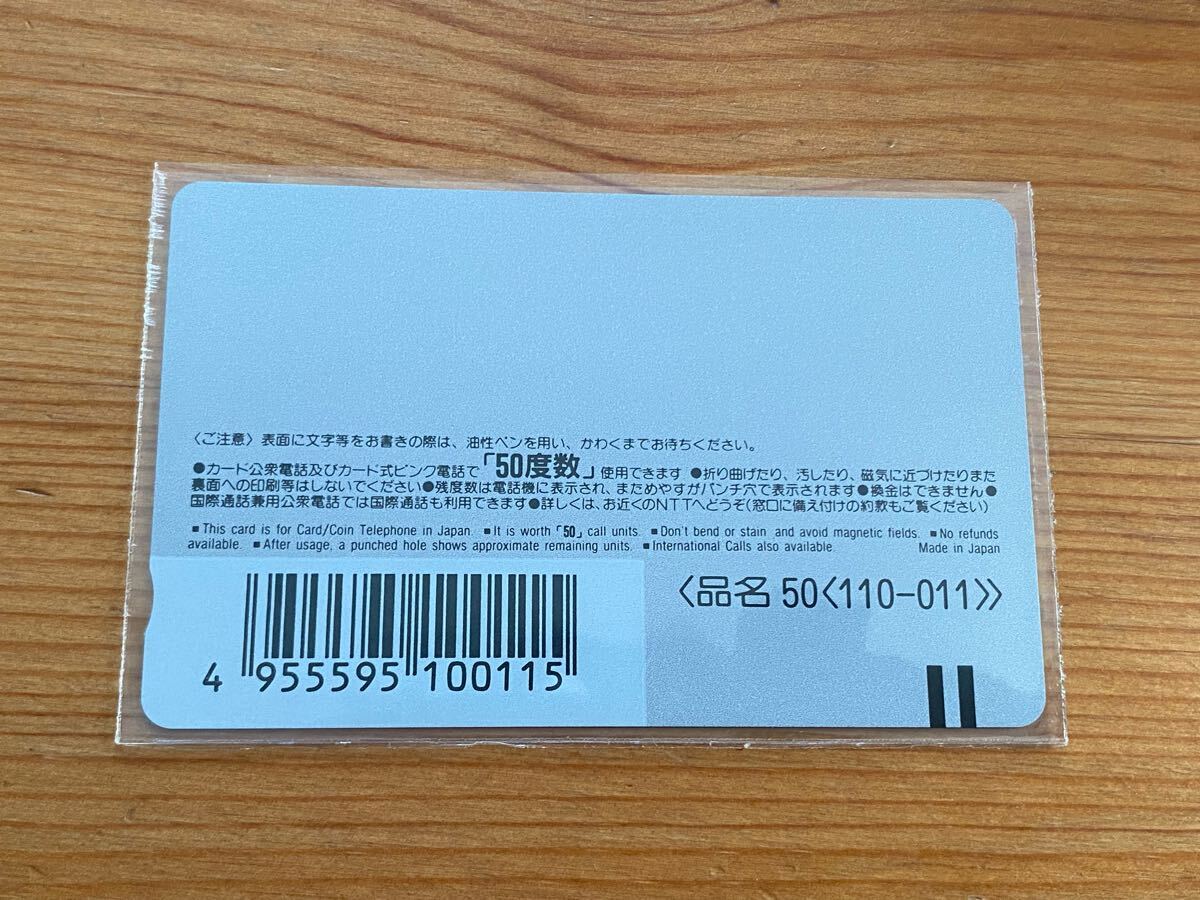 〈ご注意〉表面に文字等をお書きの際は、油性ペンを用い、かわくまでお待ちください。
●カード公衆電話及びカード式ピンク電話で「50度数」使用できます ●折り曲げたり、汚したり、磁気に近づけたりまた
裏面への印刷等はしないでください●残度数は電話機に表示され、まためやすがパンチ穴で表示されます●換金はできません●
国際通話兼用公衆電話では国際通話も利用できます●詳しくは、お近くのNTTへどうぞ(窓口に備え付けの約款もご覧ください)
■This card is for Card/Coin Telephone in Japan. ■It is worth「50」call units. ■Don't bend or stain and avoid magnetic fields. ■No refunds
available. ■After usage, a punched hole shows approximate remaining units. ■International Calls also available. Made in Japan
〈品名 50〈110-011〉〉
4 955595 100115